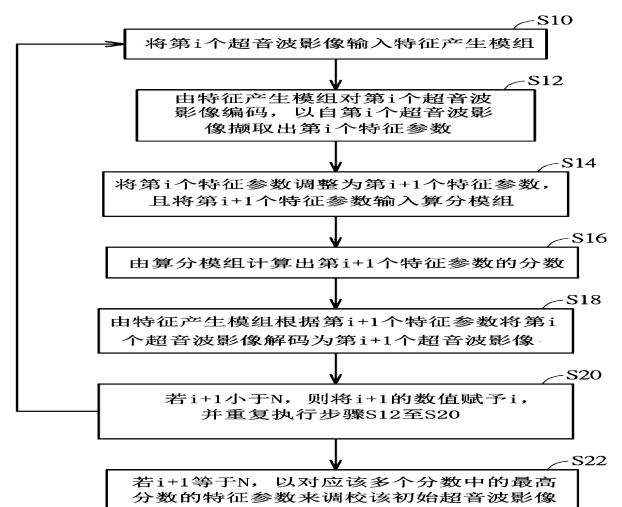 S10
将第i个超音波影像输入特征产生模组
S12
由特征产生模组对第i个超音波
影像编码，以自第i个超音波影
像撷取出第i个特征参数
S14
将第i个特征参数调整为第i+1个特征参数，
且将第i+1个特征参数输入算分模组
S16
由算分模组计算出第i+1个特征参数的分数
S18
由特征产生模组根据第i+1个特征参数将第i
个超音波影像解码为第i+1个超音波影像
S20
若i+1小于N，则将i+1的数值赋予i，
并重复执行步骤S12至S20
S22
若i+1等于N，以对应该多个分数中的最高
分数的特征参数来调校该初始超音波影像